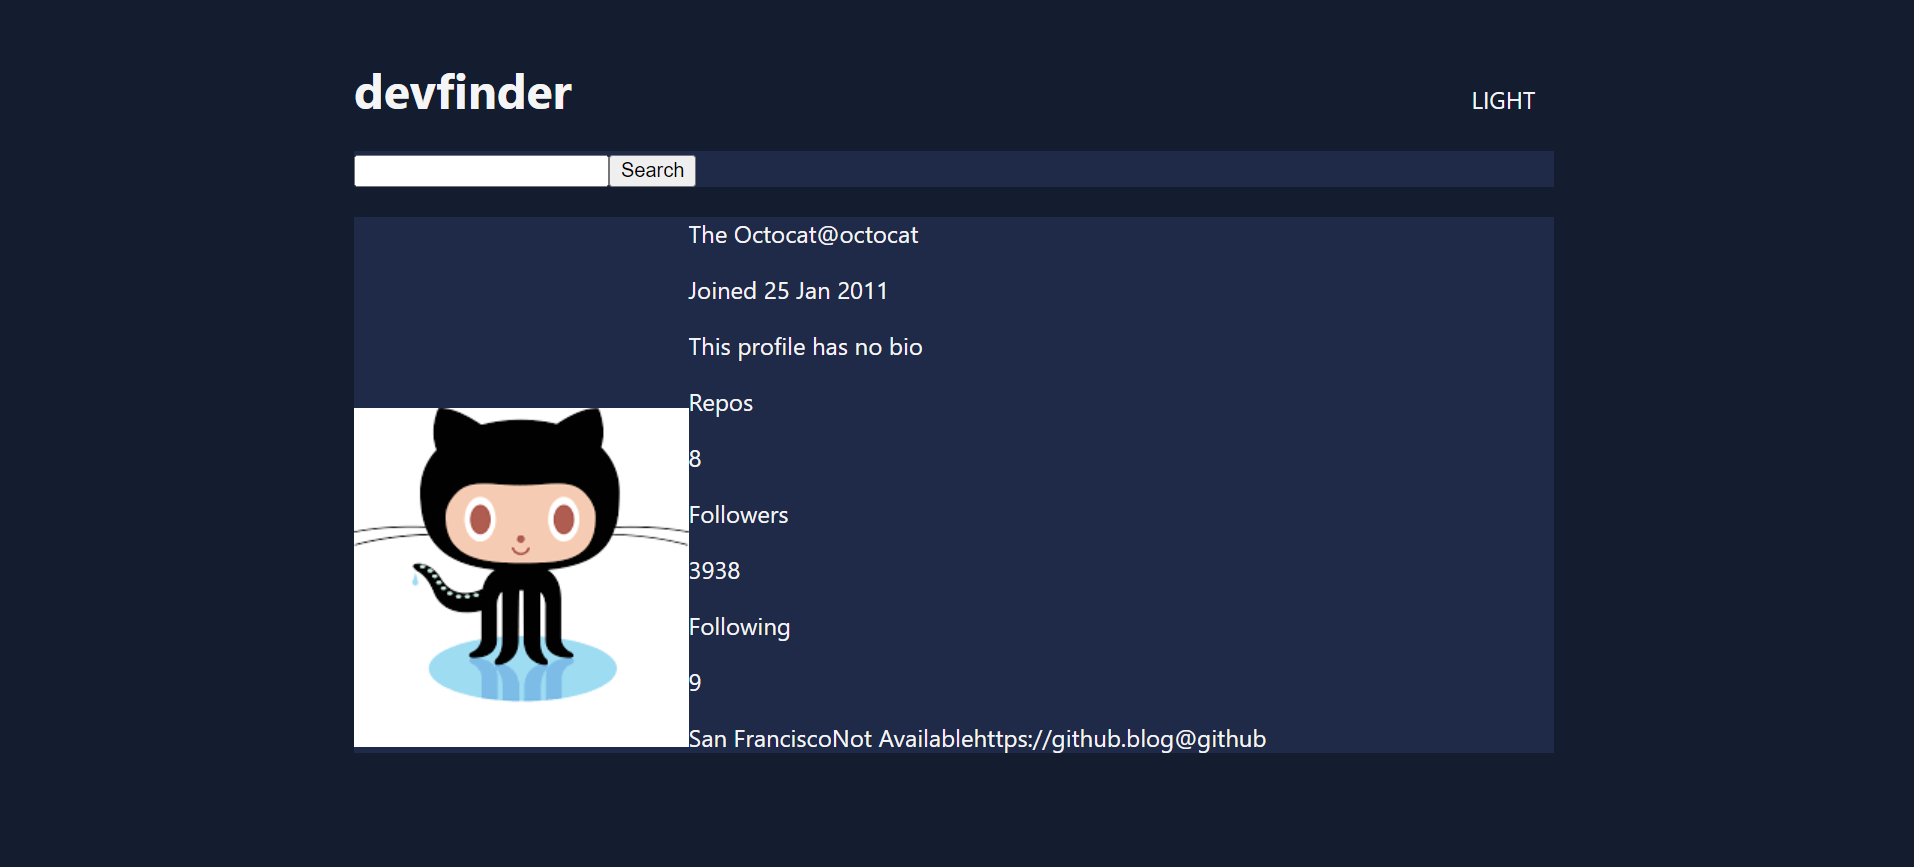 devfinder
LIGHT
Search
The Octocat@octocat
Joined 25 Jan 2011
This profile has no bio
Repos
8
Followers
3938
Following
9
San FranciscoNot Availablehttps://github.blog@github